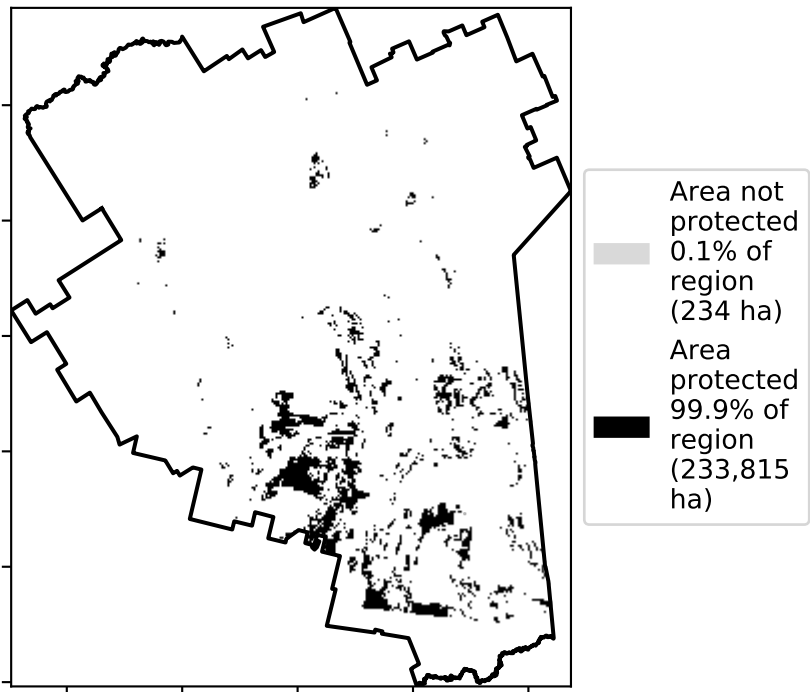 Area not
protected
0.1% of
region
(234 ha)
Area
protected
99.9% of
region
(233,815
ha)